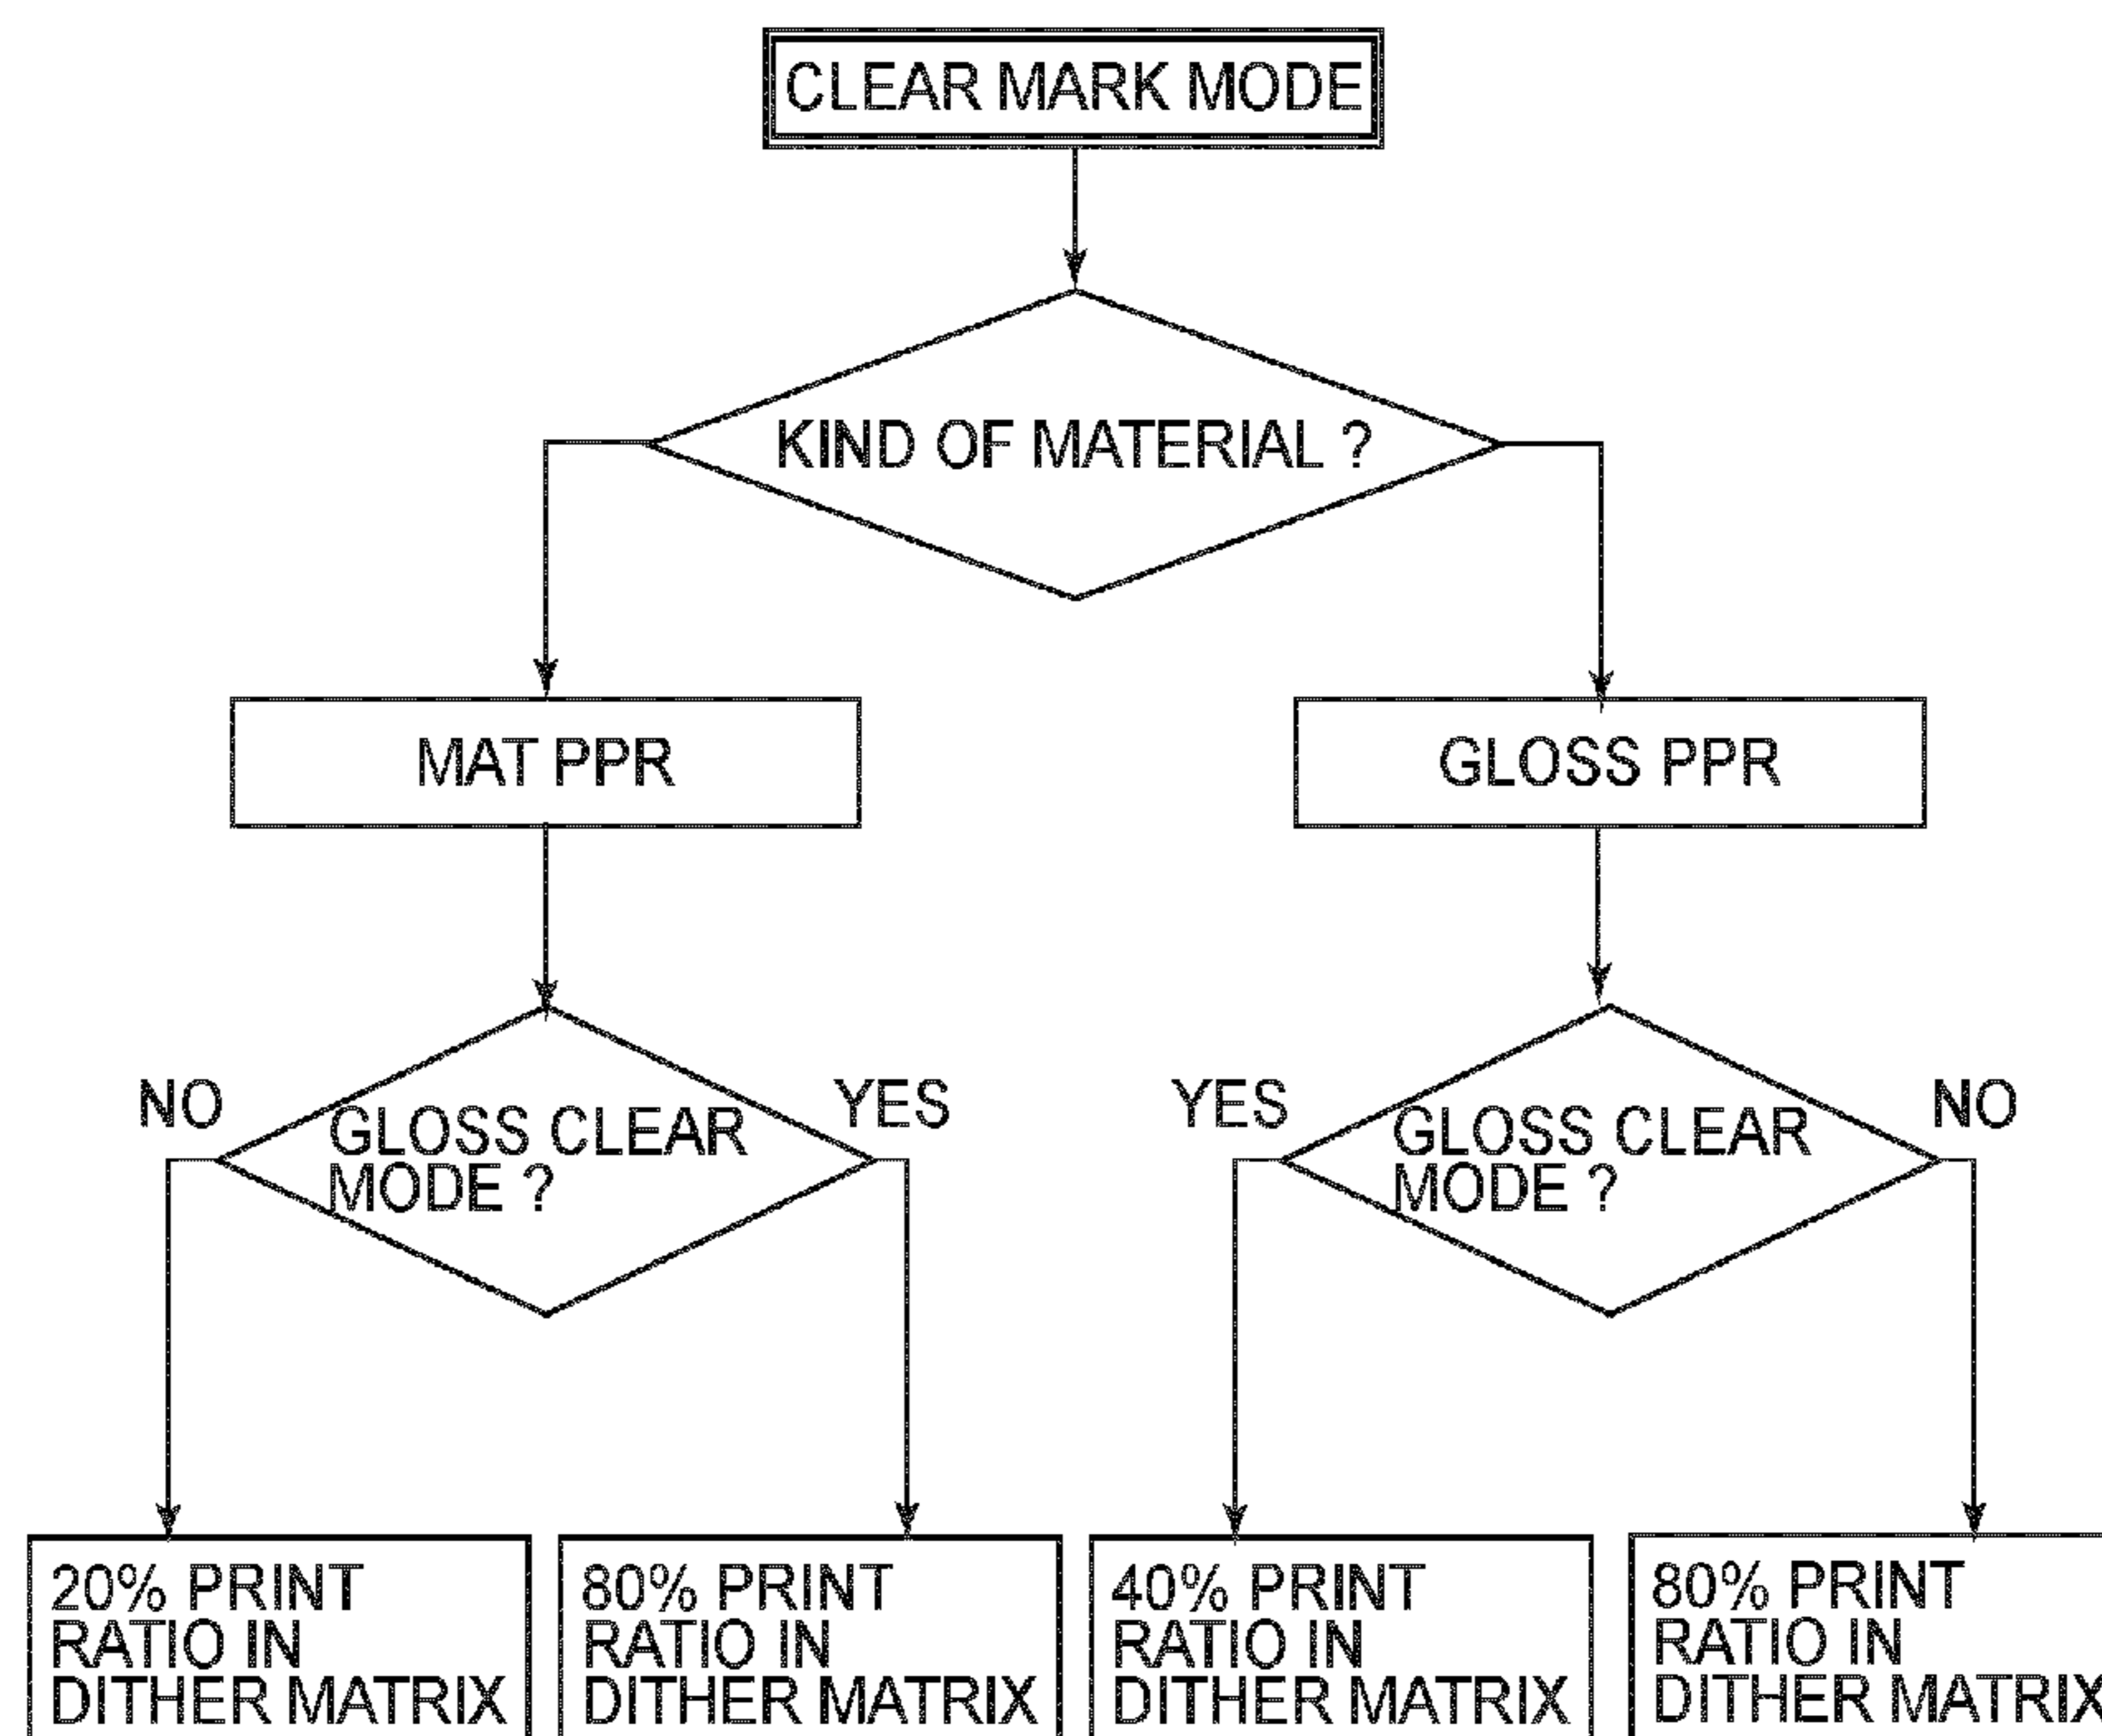 CLEAR MARK MODE
KIND OF MATERIAL ?
MAT PPR
GLOSS PPR
NO
GLOSS CLEAR
MODE ?
YES
YES
GLOSS CLEAR
MODE ?
NO
20% PRINT
RATIO IN
DITHER MATRIX
80% PRINT
RATIO IN
DITHER MATRIX
40% PRINT
RATIO IN
DITHER MATRIX
80% PRINT
RATIO IN
DITHER MATRIX